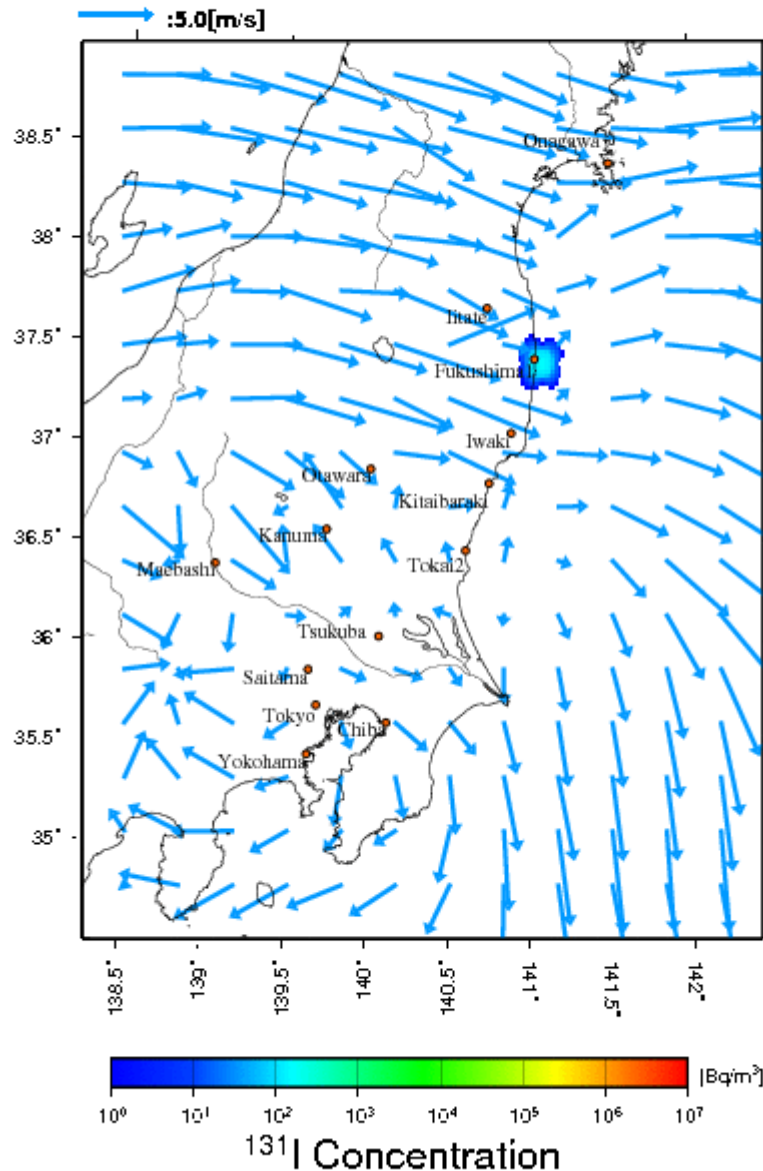 :5.0[m/s]
38.5°
Onagawa
38°
Iitate
37.5°
Fukushima1
37°
Iwaki
Otawara
Kitaibaraki
36.5°
Kanuma
Maebashi
Tokai2
36°
Tsukuba
Saitama
Tokyo
35.5°
Chiba
Yokohama
35°
138.5°
139°
139.5°
140°
140.5°
141°
141.5°
142°
10⁰ 10¹ 10² 10³ 10⁴ 10⁵ 10⁶ 10⁷ [Bq/m³]
¹³¹I Concentration